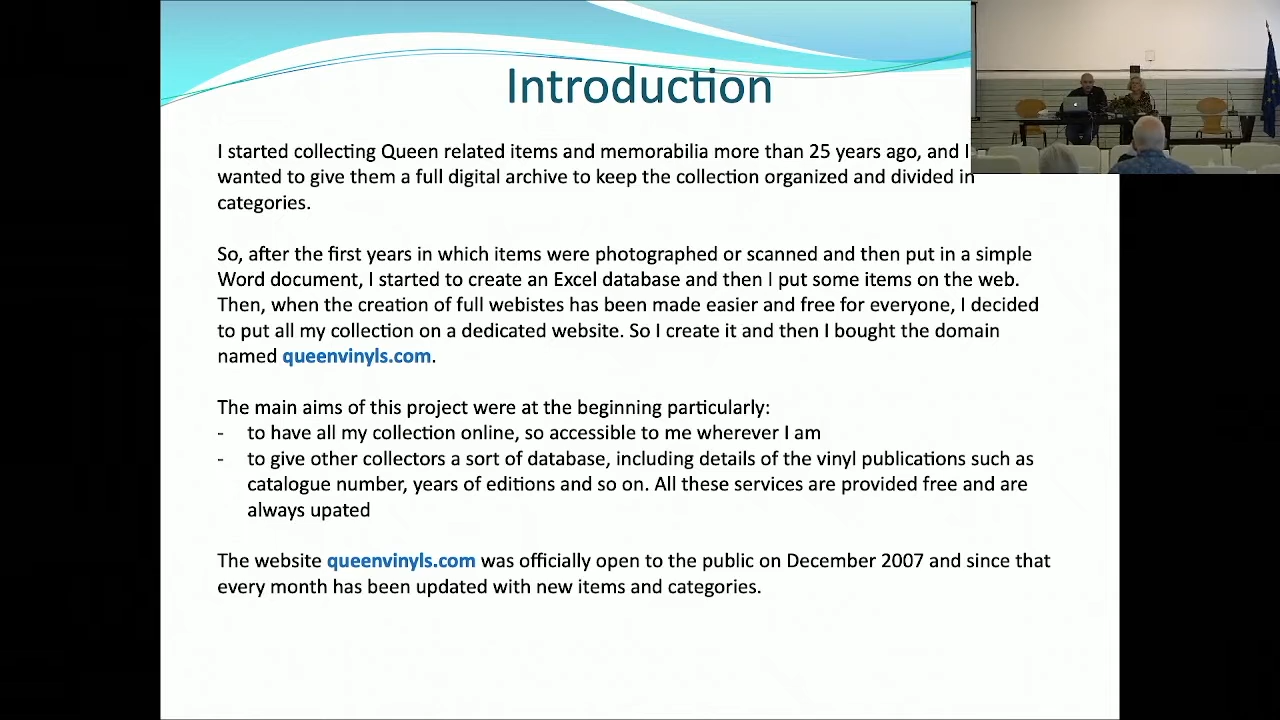 Introduction
I started collecting Queen related items and memorabilia more than 25 years ago, and I
wanted to give them a full digital archive to keep the collection organized and divided in
categories.
So, after the first years in which items were photographed or scanned and then put in a simple
Word document, I started to create an Excel database and then I put some items on the web.
Then, when the creation of full webistes has been made easier and free for everyone, I decided
to put all my collection on a dedicated website. So I create it and then I bought the domain
named queenvinyls.com.
The main aims of this project were at the beginning particularly:
- to have all my collection online, so accessible to me wherever I am
- to give other collectors a sort of database, including details of the vinyl publications such as
catalogue number, years of editions and so on. All these services are provided free and are
always upated
The website queenvinyls.com was officially open to the public on December 2007 and since that
every month has been updated with new items and categories.